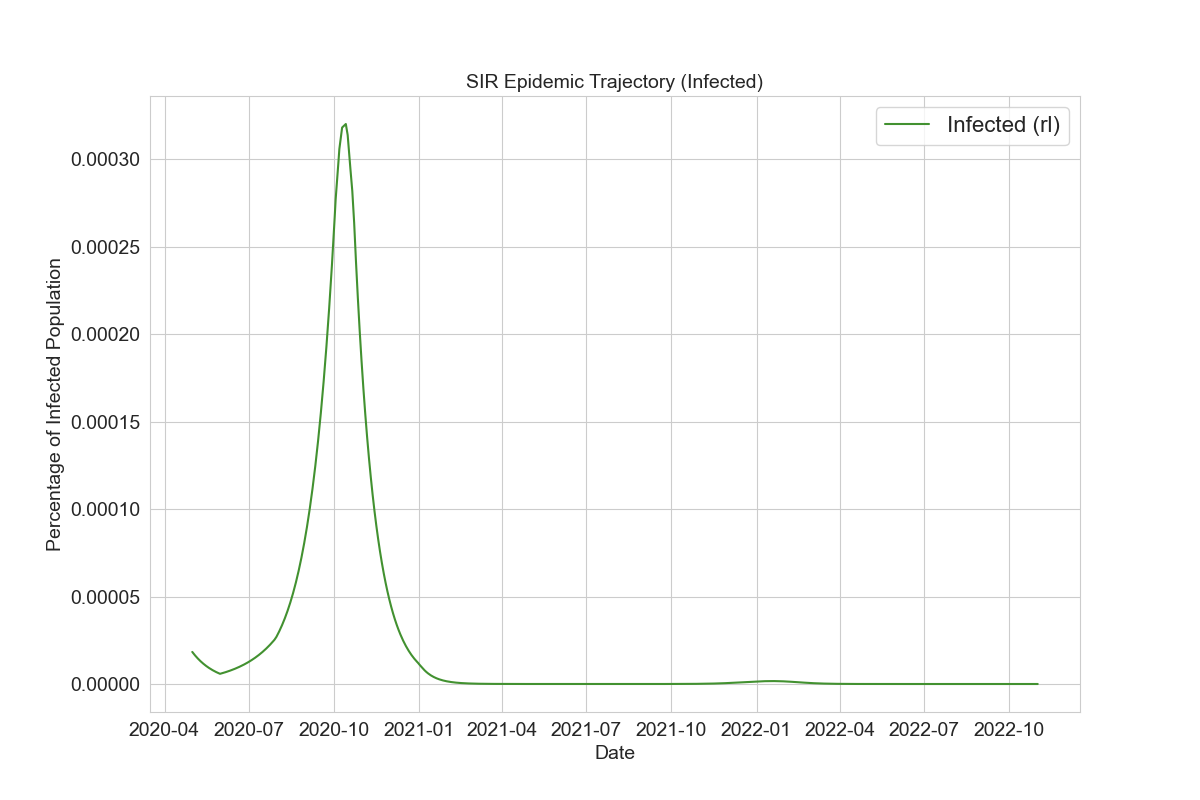 SIR Epidemic Trajectory (Infected)
Infected (rI)
0.00030
0.00025
0.00020
0.00015
0.00010
0.00005
0.00000
Percentage of Infected Population
2020-04 2020-07 2020-10 2021-01 2021-04 2021-07 2021-10 2022-01 2022-04 2022-07 2022-10
Date